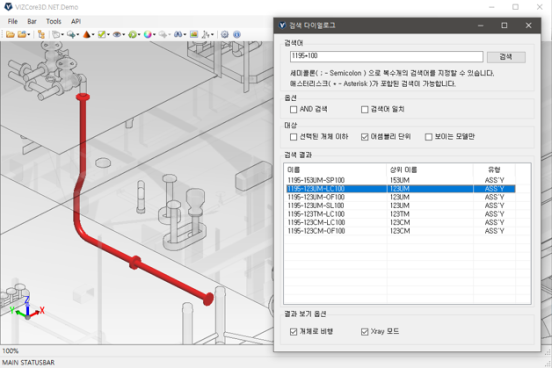 VIZCore3D.NET.Demo
File Bar Tools API
검색 다이얼로그
검색어
1195*100
검색
세미콜론( ; - Semicolon ) 으로 복수개의 검색어를 지정할 수 있습니다.
애스터리스크( * - Asterisk )가 포함된 검색이 가능합니다.
옵션
AND 검색 검색어 일치
대상
선택된 개체 이하 어셈블리 단위 보이는 모델만
검색 결과
이름 상위 이름 유형
1195-153UM-SP100 153UM ASS'Y
1195-123UM-LC100 123UM ASS'Y
1195-123UM-OF100 123UM ASS'Y
1195-123UM-SL100 123UM ASS'Y
1195-123TM-LC100 123TM ASS'Y
1195-123CM-LC100 123CM ASS'Y
1195-123CM-OF100 123CM ASS'Y
결과 보기 옵션
개체로 비행 Xray 모드
Z
Y
X
100%
MAIN STATUSBAR